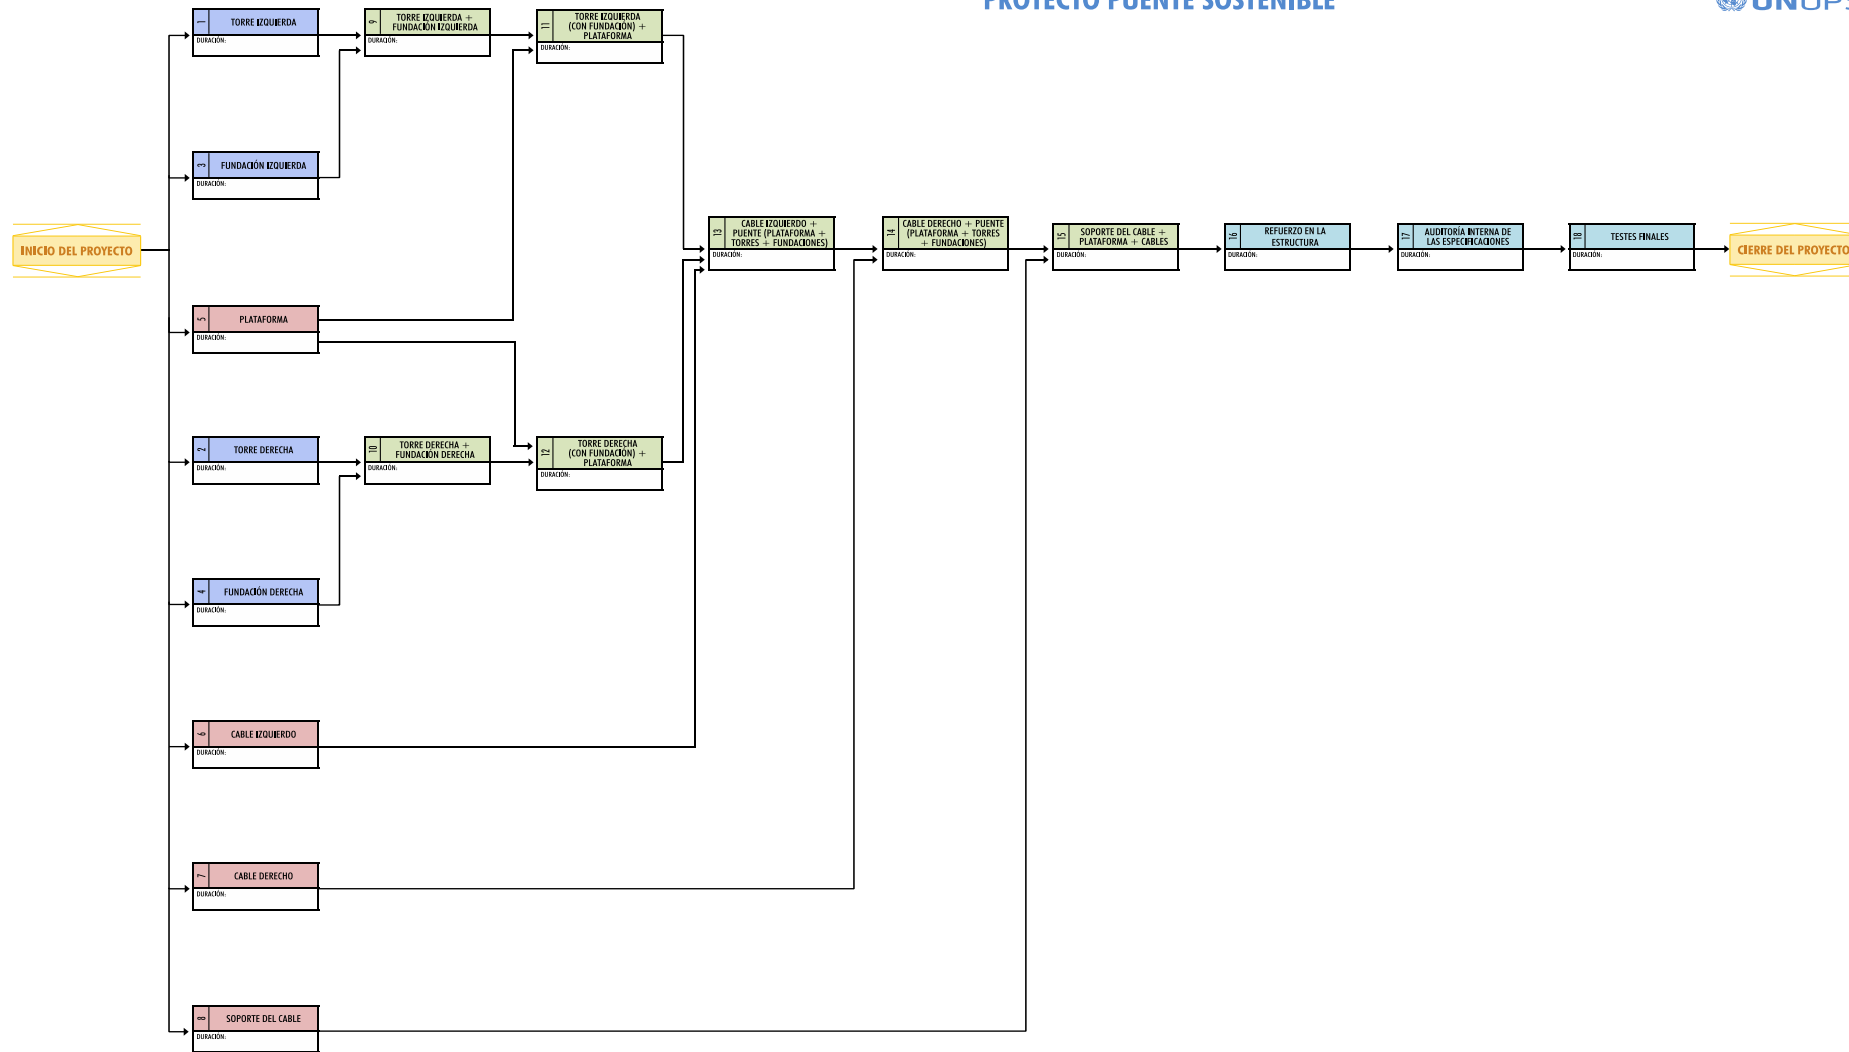 PROYECTO PUENTE SOSTENIBLE
UNOPS
1
TORRE IZQUIERDA
DURACIÓN:
9
TORRE IZQUIERDA +
FUNDACIÓN IZQUIERDA
DURACIÓN:
11
TORRE IZQUIERDA
(CON FUNDACIÓN) +
PLATAFORMA
DURACIÓN:
3
FUNDACIÓN IZQUIERDA
DURACIÓN:
INICIO DEL PROYECTO
13
CABLE IZQUIERDO +
PUENTE (PLATAFORMA +
TORRES + FUNDACIONES)
DURACIÓN:
14
CABLE DERECHO + PUENTE
(PLATAFORMA + TORRES
+ FUNDACIONES)
DURACIÓN:
15
SOPORTE DEL CABLE +
PLATAFORMA + CABLES
DURACIÓN:
16
REFUERZO EN LA
ESTRUCTURA
DURACIÓN:
17
AUDITORÍA INTERNA DE
LAS ESPECIFICACIONES
DURACIÓN:
18
TESTES FINALES
DURACIÓN:
CIERRE DEL PROYECTO
5
PLATAFORMA
DURACIÓN:
2
TORRE DERECHA
DURACIÓN:
10
TORRE DERECHA +
FUNDACIÓN DERECHA
DURACIÓN:
12
TORRE DERECHA
(CON FUNDACIÓN) +
PLATAFORMA
DURACIÓN:
4
FUNDACIÓN DERECHA
DURACIÓN:
6
CABLE IZQUIERDO
DURACIÓN:
7
CABLE DERECHO
DURACIÓN:
8
SOPORTE DEL CABLE
DURACIÓN: